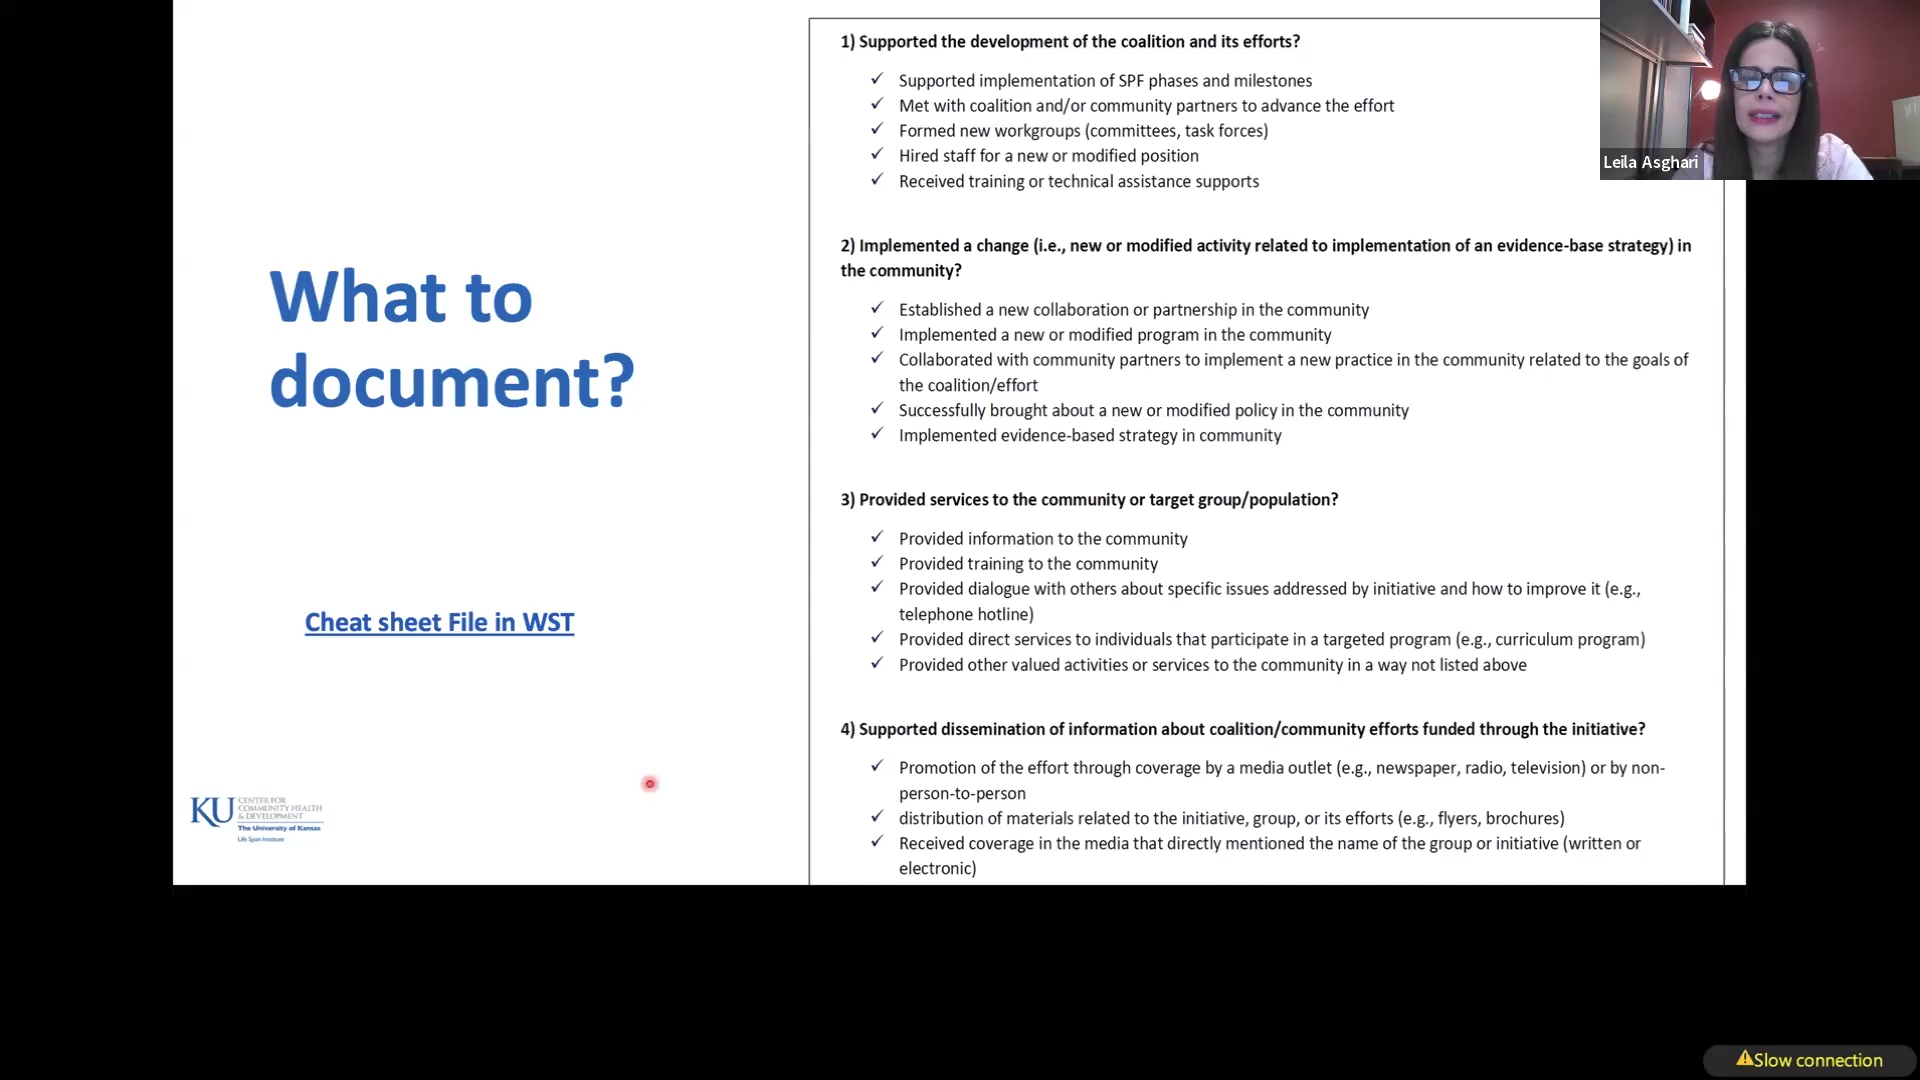 What to
document?
Cheat sheet File in WST
KU
CENTER FOR
COMMUNITY HEALTH
& DEVELOPMENT
The University of Kansas
Life Span Institute
1) Supported the development of the coalition and its efforts?
✓ Supported implementation of SPF phases and milestones
✓ Met with coalition and/or community partners to advance the effort
✓ Formed new workgroups (committees, task forces)
✓ Hired staff for a new or modified position
✓ Received training or technical assistance supports
2) Implemented a change (i.e., new or modified activity related to implementation of an evidence-base strategy) in
the community?
✓ Established a new collaboration or partnership in the community
✓ Implemented a new or modified program in the community
✓ Collaborated with community partners to implement a new practice in the community related to the goals of
the coalition/effort
✓ Successfully brought about a new or modified policy in the community
✓ Implemented evidence-based strategy in community
3) Provided services to the community or target group/population?
✓ Provided information to the community
✓ Provided training to the community
✓ Provided dialogue with others about specific issues addressed by initiative and how to improve it (e.g.,
telephone hotline)
✓ Provided direct services to individuals that participate in a targeted program (e.g., curriculum program)
✓ Provided other valued activities or services to the community in a way not listed above
4) Supported dissemination of information about coalition/community efforts funded through the initiative?
✓ Promotion of the effort through coverage by a media outlet (e.g., newspaper, radio, television) or by non-
person-to-person
✓ distribution of materials related to the initiative, group, or its efforts (e.g., flyers, brochures)
✓ Received coverage in the media that directly mentioned the name of the group or initiative (written or
electronic)
Leila Asghari
Slow connection